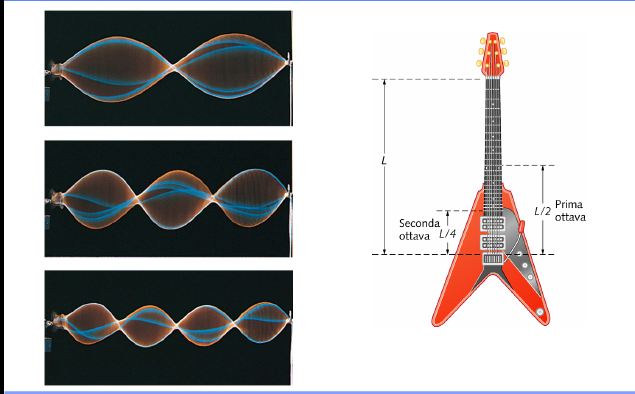 L
L/2
Prima
ottava
Seconda
ottava
L/4